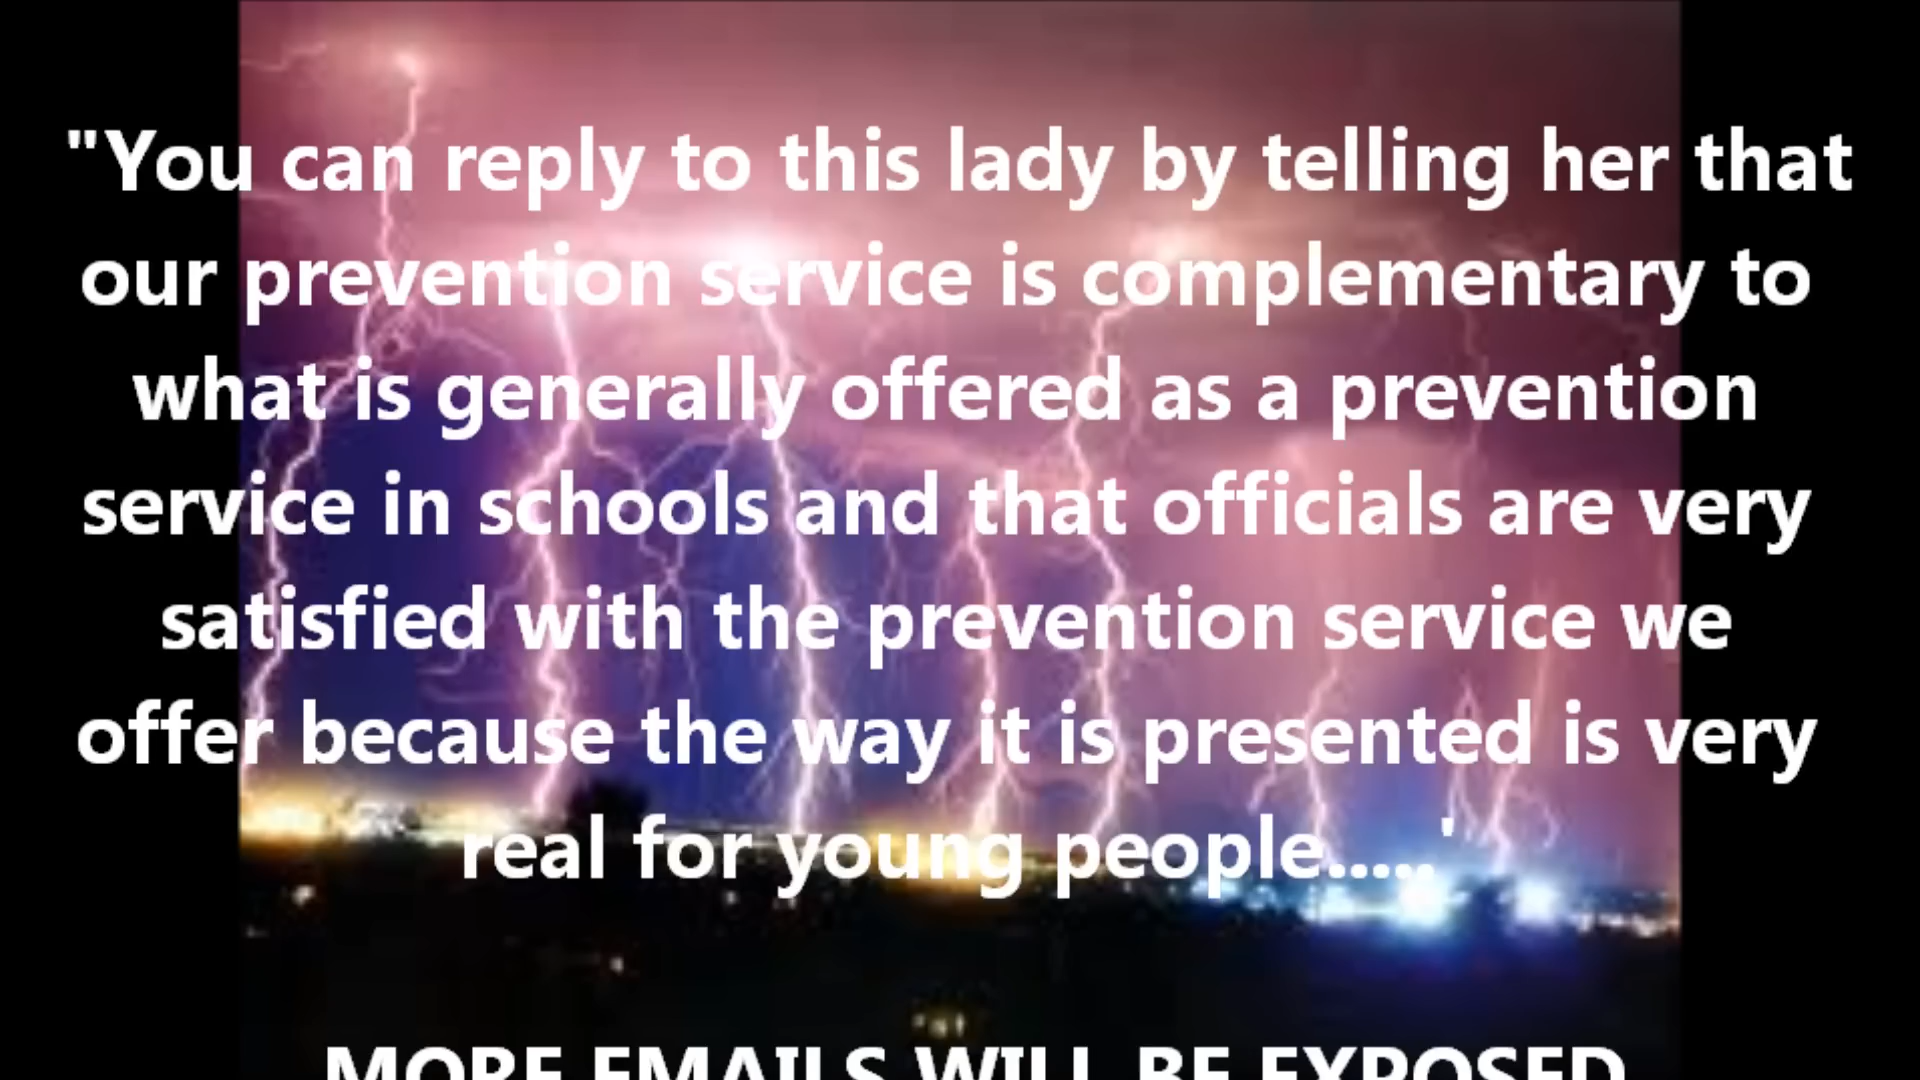 "You can reply to this lady by telling her that
our prevention service is complementary to
what is generally offered as a prevention
service in schools and that officials are very
satisfied with the prevention service we
offer because the way it is presented is very
real for young people.....'
MORE EMAILS WILL BE EXPOSED